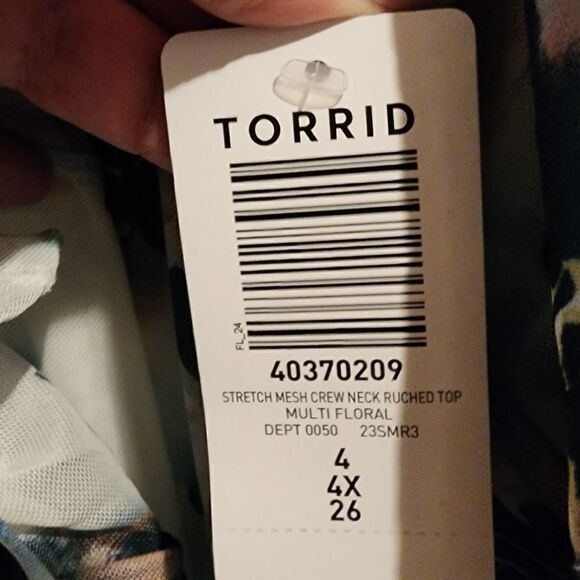 TORRID
FL_24
40370209
STRETCH MESH CREW NECK RUCHED TOP
MULTI FLORAL
DEPT 0050 23SMR3
4
4X
26